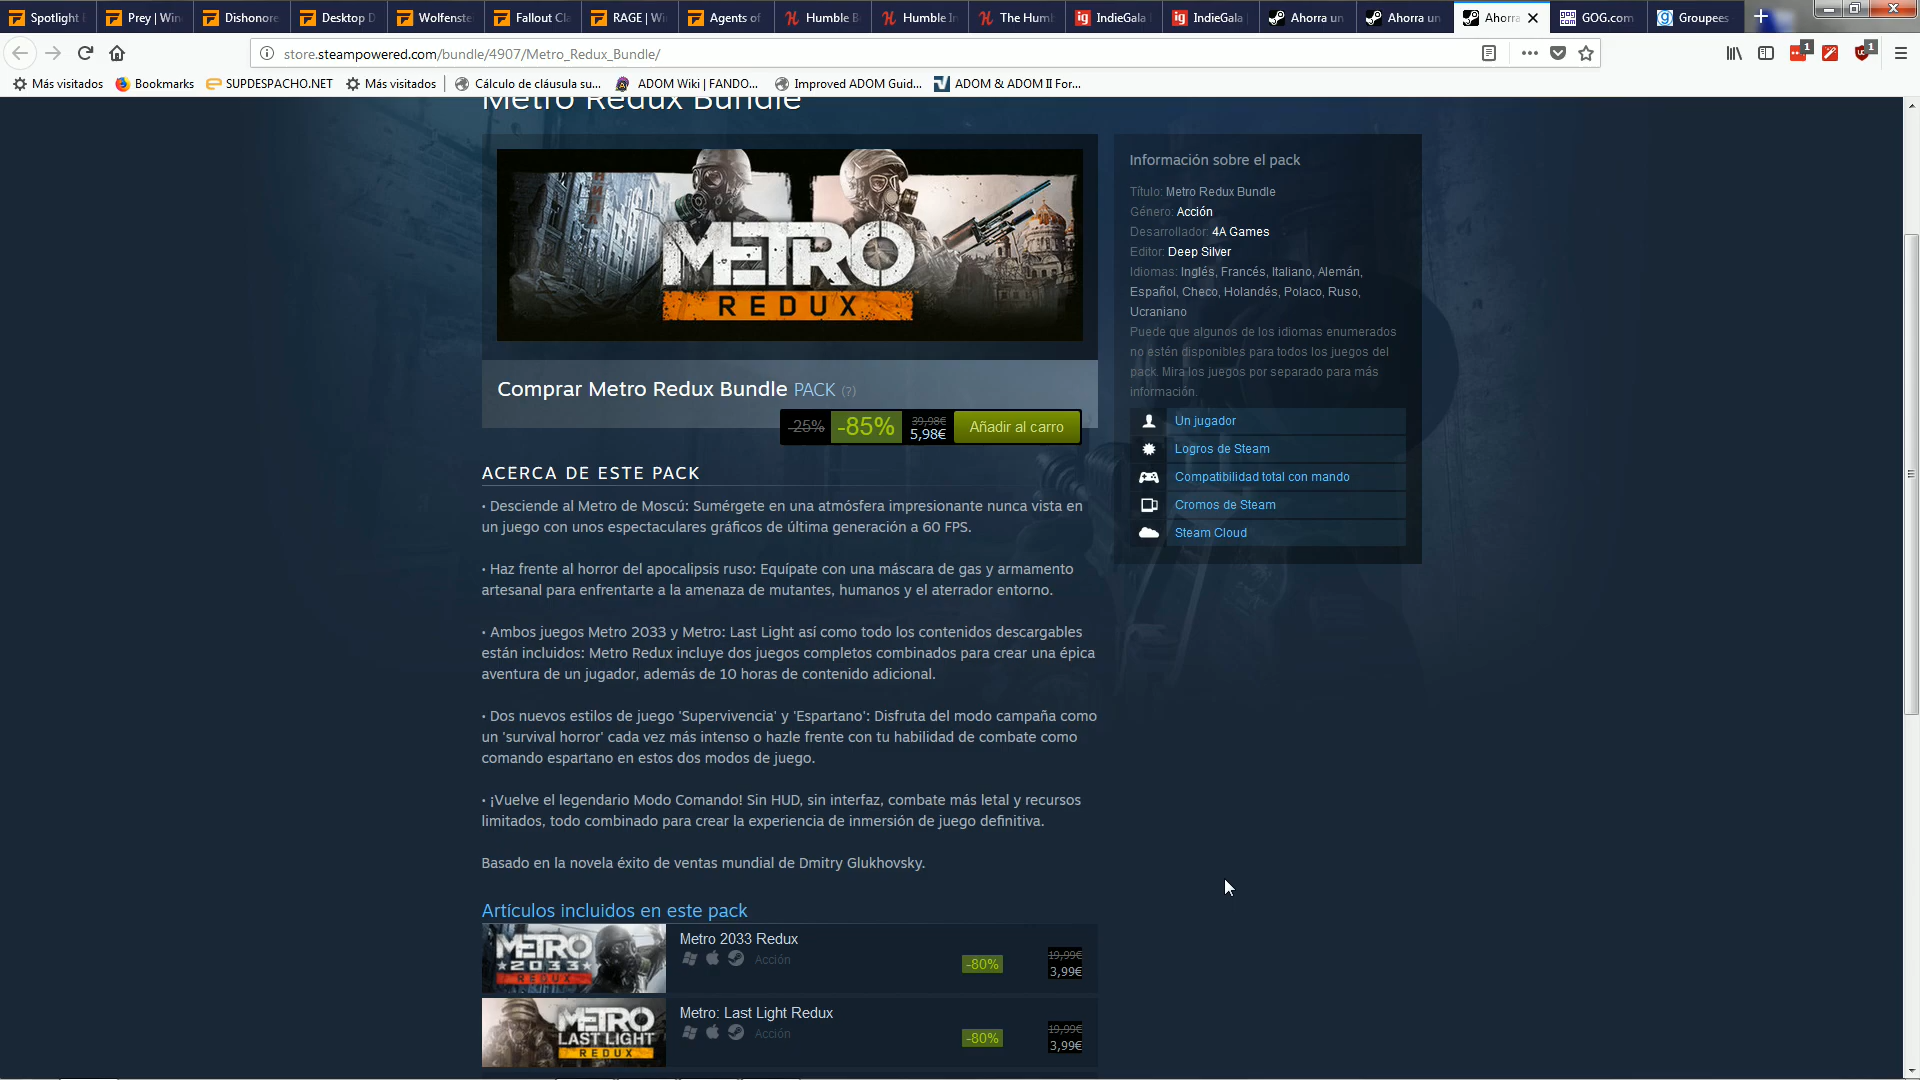 Spotlight
Prey | Win
Dishonore
Desktop D
Wolfenste
Fallout Cla
RAGE | Wi
Agents of
Humble B
Humble In
The Humb
IndieGala
IndieGala
Ahorra un
Ahorra un
Ahorra
GOG.com
Groupees
store.steampowered.com/bundle/4907/Metro_Redux_Bundle/
1
1
Más visitados
Bookmarks
SUPDESPACHO.NET
Más visitados
Cálculo de cláusula su...
ADOM Wiki | FANDO...
Improved ADOM Guid...
ADOM & ADOM II For...
Metro Redux Bundle
METRO
REDUX
Comprar Metro Redux Bundle PACK (?)
-25%
-85%
39,98€
5,98€
Añadir al carro
ACERCA DE ESTE PACK
• Desciende al Metro de Moscú: Sumérgete en una atmósfera impresionante nunca vista en
un juego con unos espectaculares gráficos de última generación a 60 FPS.
• Haz frente al horror del apocalipsis ruso: Equípate con una máscara de gas y armamento
artesanal para enfrentarte a la amenaza de mutantes, humanos y el aterrador entorno.
• Ambos juegos Metro 2033 y Metro: Last Light así como todo los contenidos descargables
están incluidos: Metro Redux incluye dos juegos completos combinados para crear una épica
aventura de un jugador, además de 10 horas de contenido adicional.
• Dos nuevos estilos de juego 'Supervivencia' y 'Espartano': Disfruta del modo campaña como
un 'survival horror' cada vez más intenso o hazle frente con tu habilidad de combate como
comando espartano en estos dos modos de juego.
• ¡Vuelve el legendario Modo Comando! Sin HUD, sin interfaz, combate más letal y recursos
limitados, todo combinado para crear la experiencia de inmersión de juego definitiva.
Basado en la novela éxito de ventas mundial de Dmitry Glukhovsky.
Artículos incluidos en este pack
METRO
2033
REDUX
Metro 2033 Redux
Acción
-80%
19,99€
3,99€
METRO
LAST LIGHT
REDUX
Metro: Last Light Redux
Acción
-80%
19,99€
3,99€
Información sobre el pack
Título: Metro Redux Bundle
Género: Acción
Desarrollador: 4A Games
Editor: Deep Silver
Idiomas: Inglés, Francés, Italiano, Alemán,
Español, Checo, Holandés, Polaco, Ruso,
Ucraniano
Puede que algunos de los idiomas enumerados
no estén disponibles para todos los juegos del
pack. Mira los juegos por separado para más
información.
Un jugador
Logros de Steam
Compatibilidad total con mando
Cromos de Steam
Steam Cloud